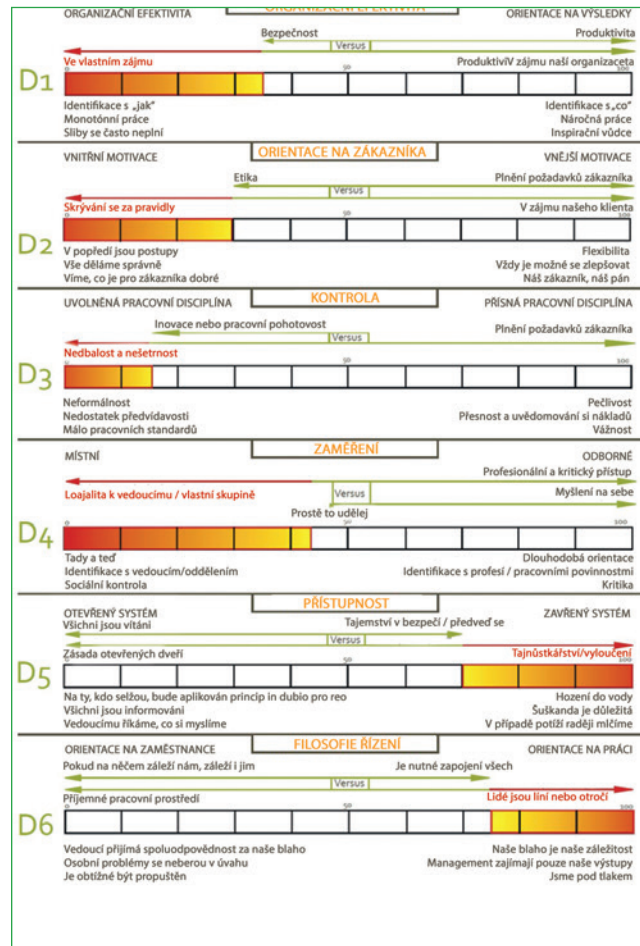 ORGANIZAČNÍ EFEKTIVITA
ORGANIZAČNÍ EFEKTIVITA
ORIENTACE NA VÝSLEDKY
Bezpečnost
Produktivita
Versus
Ve vlastním zájmu
ProduktiviV zájmu naší organizaceta
D1
0
50
100
Identifikace s „jak“
Identifikace s„co“
Monotónní práce
Náročná práce
Sliby se často neplní
Inspirační vůdce
VNITŘNÍ MOTIVACE
ORIENTACE NA ZÁKAZNÍKA
VNĚJŠÍ MOTIVACE
Etika
Plnění požadavků zákazníka
Versus
Skrývání se za pravidly
V zájmu našeho klienta
D2
0
50
100
V popředí jsou postupy
Flexibilita
Vše děláme správně
Vždy je možné se zlepšovat
Víme, co je pro zákazníka dobré
Náš zákazník, náš pán
UVOLNĚNÁ PRACOVNÍ DISCIPLÍNA
KONTROLA
PŘÍSNÁ PRACOVNÍ DISCIPLÍNA
Inovace nebo pracovní pohotovost
Versus
Plnění požadavků zákazníka
Nedbalost a nešetrnost
D3
0
50
100
Neformálnost
Pečlivost
Nedostatek předvídavosti
Přesnost a uvědomování si nákladů
Málo pracovních standardů
Vážnost
MÍSTNÍ
ZAMĚŘENÍ
ODBORNÉ
Profesionální a kritický přístup
Loajalita k vedoucímu / vlastní skupině
Versus
Myšlení na sebe
Prostě to udělej
D4
0
50
100
Tady a teď
Dlouhodobá orientace
Identifikace s vedoucím/oddělením
Identifikace s profesí / pracovními povinnostmi
Sociální kontrola
Kritika
OTEVŘENÝ SYSTÉM
PŘÍSTUPNOST
ZAVŘENÝ SYSTÉM
Všichni jsou vítáni
Tajemství v bezpečí / předveď se
Versus
Zásada otevřených dveří
Tajnůstkářství/vyloučení
D5
0
50
100
Na ty, kdo selžou, bude aplikován princip in dubio pro reo
Hození do vody
Všichni jsou informováni
Šuškanda je důležitá
Vedoucímu říkáme, co si myslíme
V případě potíží raději mlčíme
ORIENTACE NA ZAMĚSTNANCE
FILOSOFIE ŘÍZENÍ
ORIENTACE NA PRÁCI
Pokud na něčem záleží nám, záleží i jim
Je nutné zapojení všech
Versus
Příjemné pracovní prostředí
Lidé jsou líní nebo otročí
D6
0
50
100
Vedoucí přijímá spoluodpovědnost za naše blaho
Naše blaho je naše záležitost
Osobní problémy se neberou v úvahu
Management zajímají pouze naše výstupy
Je obtížné být propuštěn
Jsme pod tlakem